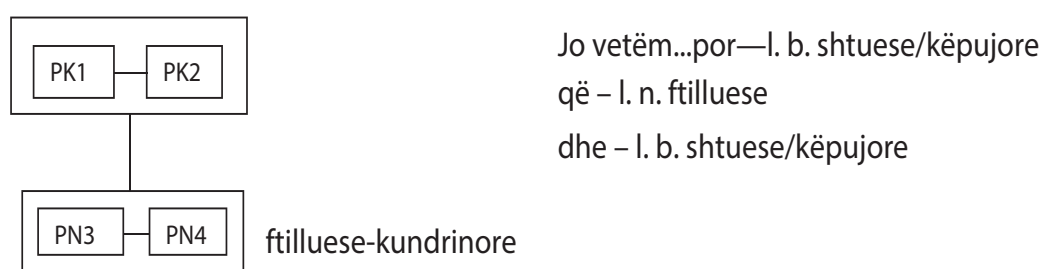 PK1 PK2
Jo vetëm...por—l. b. shtuese/këpujore
që – l. n. ftilluese
dhe – l. b. shtuese/këpujore
PN3 PN4 ftilluese-kundrinore